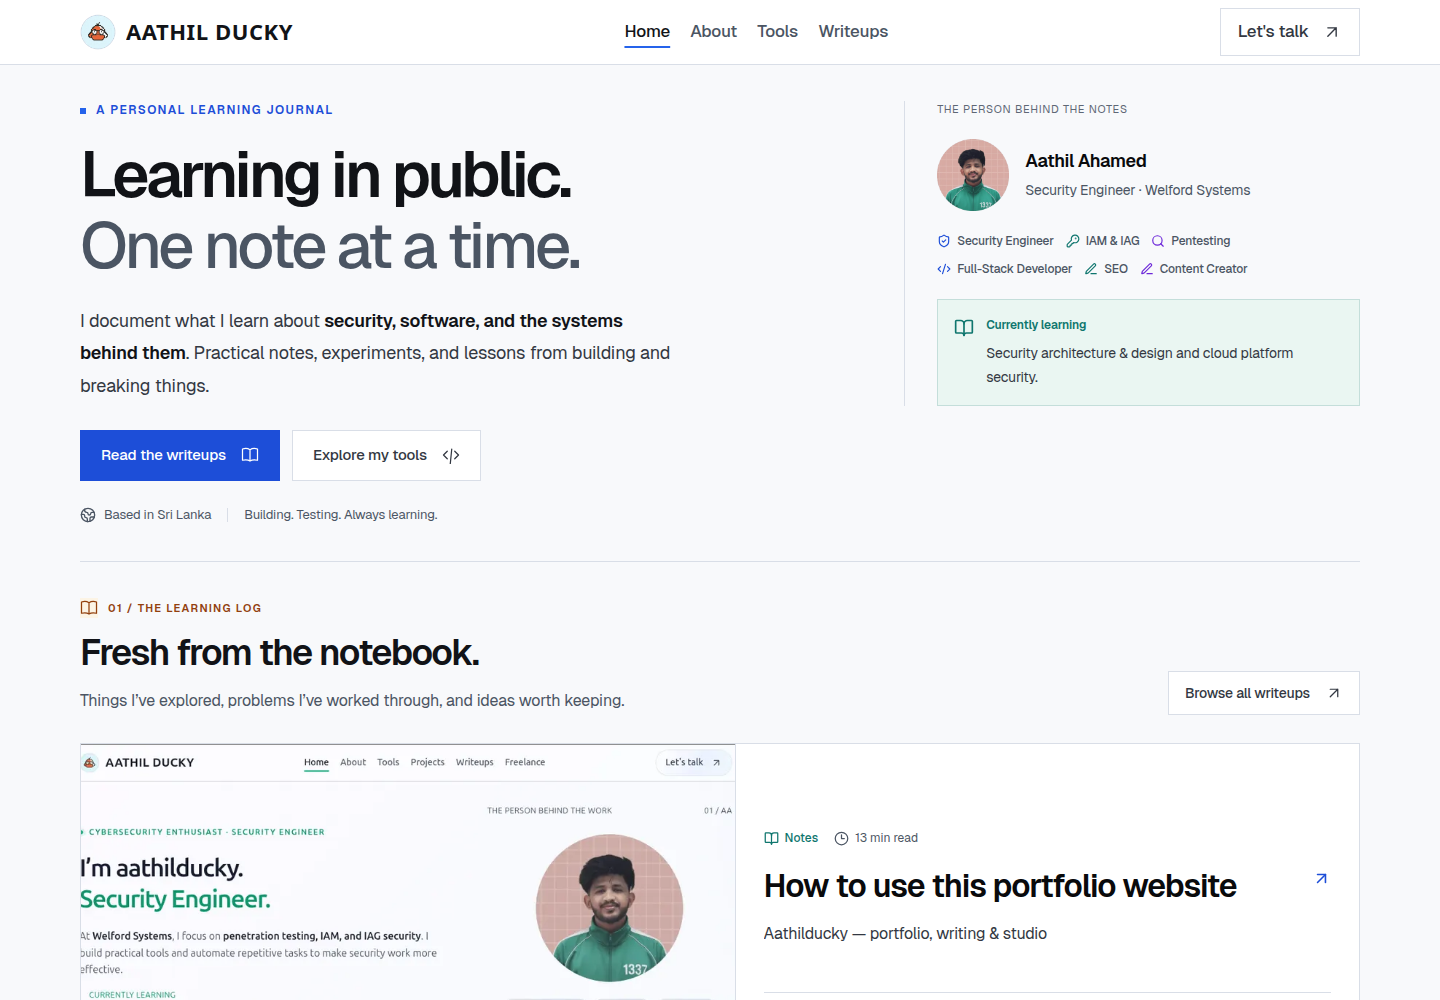 AATHIL DUCKY
Home About Tools Writeups
Let's talk
A PERSONAL LEARNING JOURNAL
Learning in public.
One note at a time.
I document what I learn about security, software, and the systems
behind them. Practical notes, experiments, and lessons from building and
breaking things.
Read the writeups
Explore my tools
Based in Sri Lanka
Building. Testing. Always learning.
THE PERSON BEHIND THE NOTES
1337
Aathil Ahamed
Security Engineer · Welford Systems
Security Engineer IAM & IAG Pentesting
Full-Stack Developer SEO Content Creator
Currently learning
Security architecture & design and cloud platform
security.
01 / THE LEARNING LOG
Fresh from the notebook.
Things I’ve explored, problems I’ve worked through, and ideas worth keeping.
Browse all writeups
AATHIL DUCKY
Home About Tools Projects Writeups Freelance
Let's talk
CYBERSECURITY ENTHUSIAST - SECURITY ENGINEER
I’m aathilducky.
Security Engineer.
At Welford Systems, I focus on penetration testing, IAM, and IAG security. I
build practical tools and automate repetitive tasks to make security work more
effective.
CURRENTLY LEARNING
THE PERSON BEHIND THE WORK
01 / AA
1337
Notes
13 min read
How to use this portfolio website
Aathilducky — portfolio, writing & studio